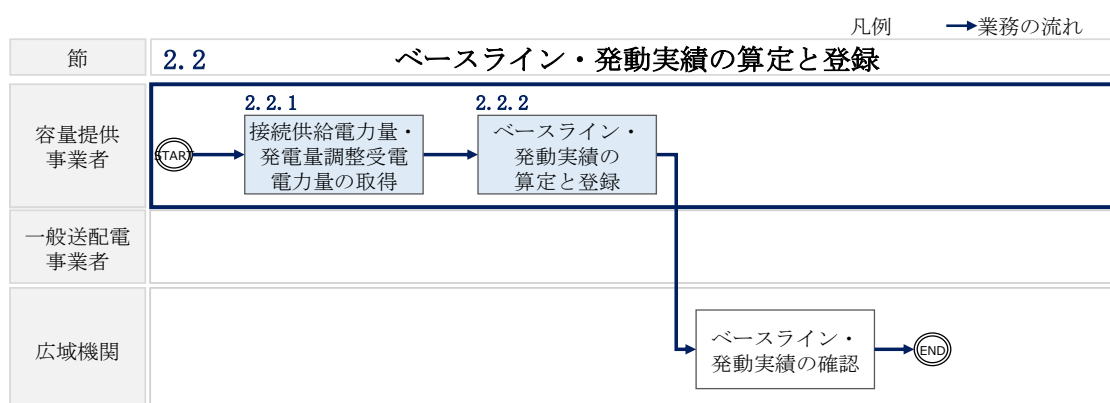 凡例 業務の流れ
節 2.2 ベースライン・発動実績の算定と登録
容量提供
事業者
START
2.2.1
接続供給電力量・
発電量調整受電
電力量の取得
2.2.2
ベースライン・
発動実績の
算定と登録
一般送配電
事業者
広域機関
ベースライン・
発動実績の確認
END